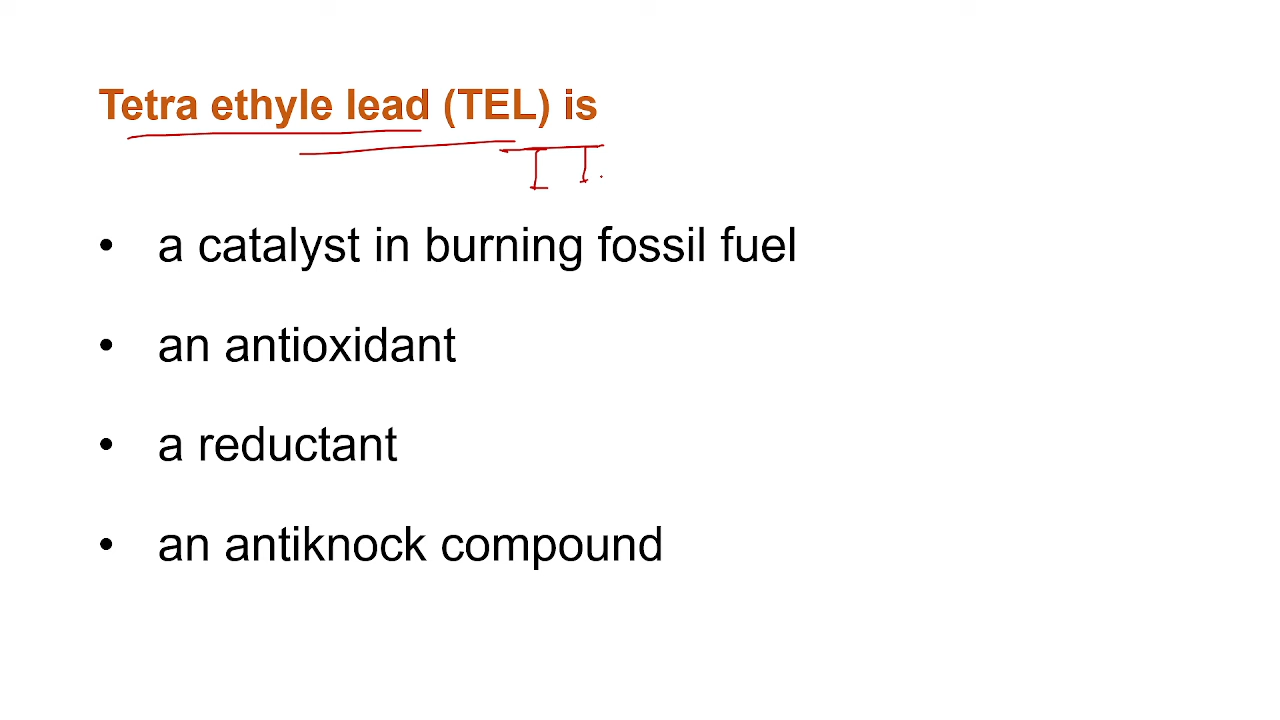 Tetra ethyle lead (TEL) is
• a catalyst in burning fossil fuel
• an antioxidant
• a reductant
• an antiknock compound